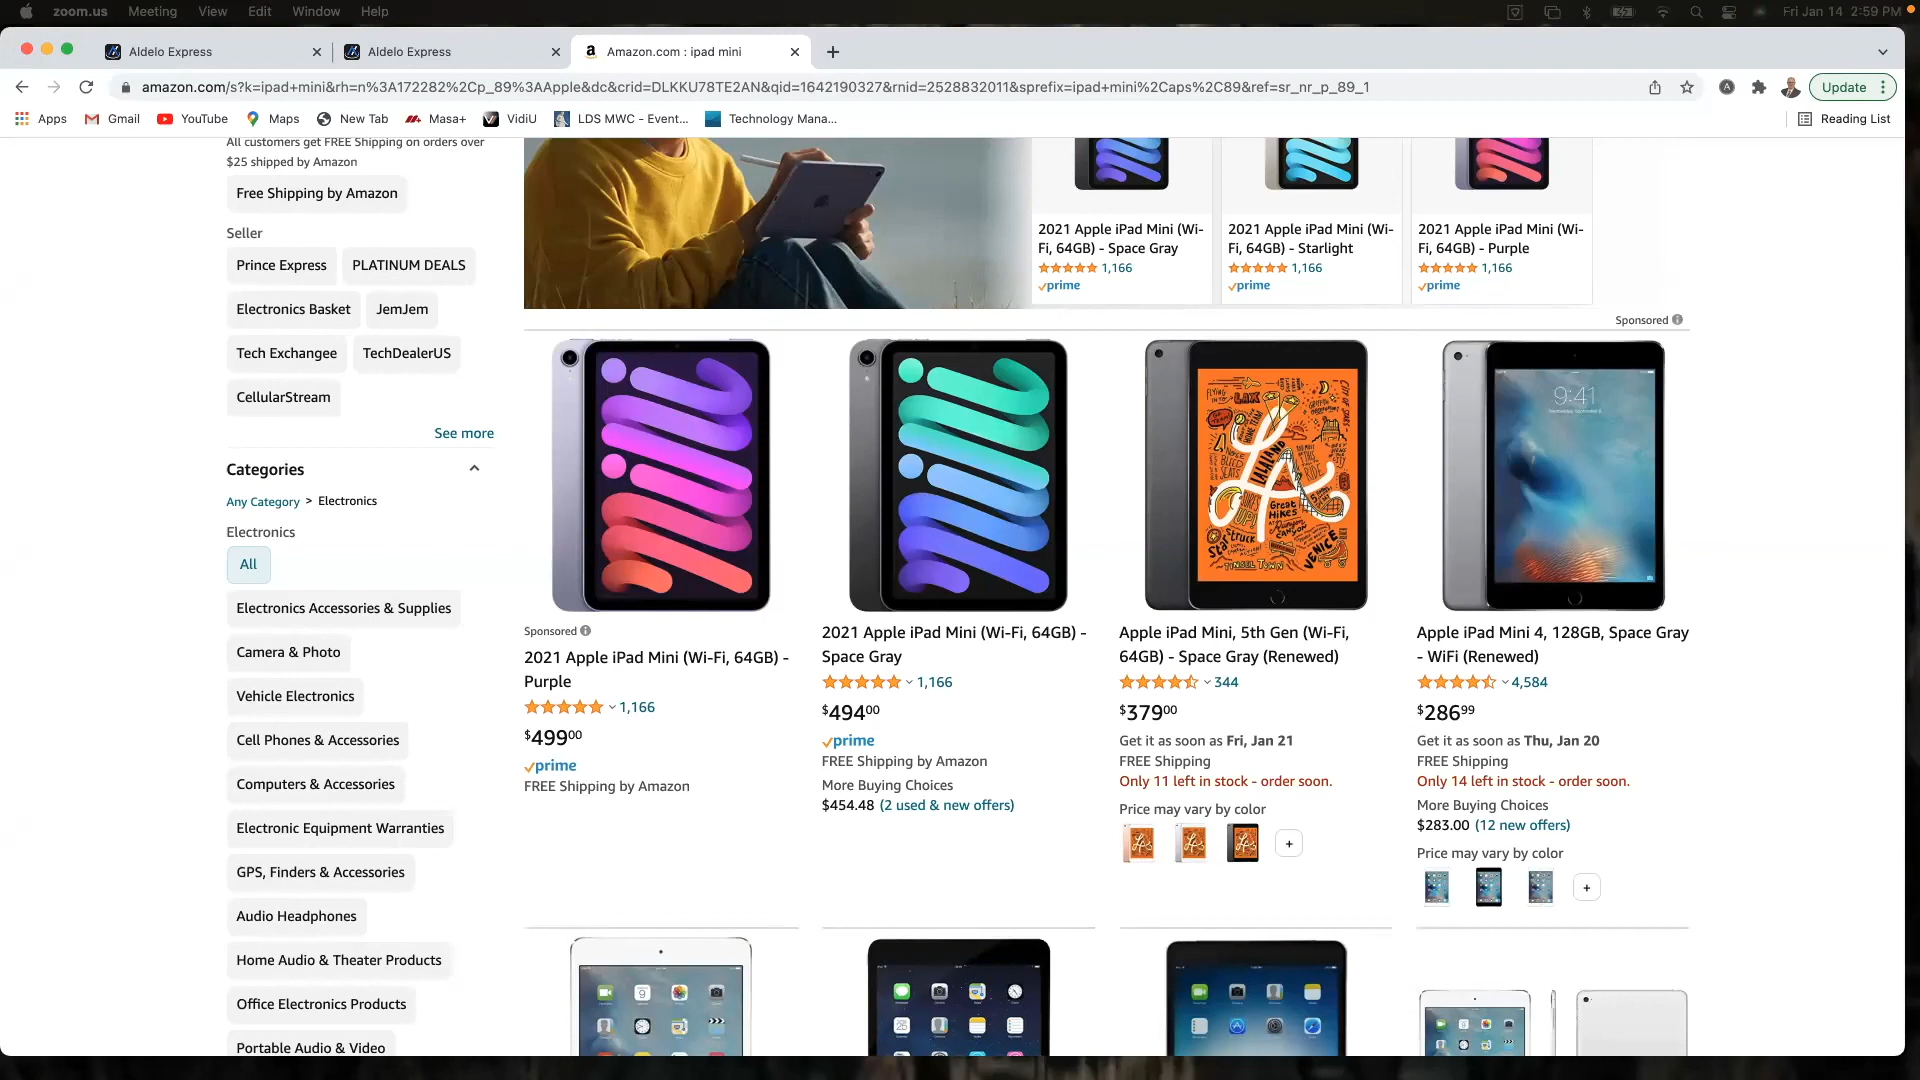 zoom.us Meeting View Edit Window Help
Fri Jan 14 2:59 PM
Aldelo Express
Aldelo Express
Amazon.com : ipad mini
amazon.com/s?k=ipad+mini&rh=n%3A172282%2Cp_89%3AApple&dc&crid=DLKKU78TE2AN&qid=1642190327&rnid=2528832011&sprefix=ipad+mini%2Caps%2C89&ref=sr_nr_p_89_1
Update
Apps Gmail YouTube Maps New Tab Masa+ VidiU LDS MWC - Event... Technology Mana...
Reading List
All customers get FREE Shipping on orders over
$25 shipped by Amazon
Free Shipping by Amazon
Seller
Prince Express
PLATINUM DEALS
Electronics Basket
JemJem
Tech Exchangee
TechDealerUS
CellularStream
See more
Categories
Any Category > Electronics
Electronics
All
Electronics Accessories & Supplies
Camera & Photo
Vehicle Electronics
Cell Phones & Accessories
Computers & Accessories
Electronic Equipment Warranties
GPS, Finders & Accessories
Audio Headphones
Home Audio & Theater Products
Office Electronics Products
Portable Audio & Video
2021 Apple iPad Mini (Wi-
Fi, 64GB) - Space Gray
1,166
prime
2021 Apple iPad Mini (Wi-
Fi, 64GB) - Starlight
1,166
prime
2021 Apple iPad Mini (Wi-
Fi, 64GB) - Purple
1,166
prime
Sponsored
Sponsored
2021 Apple iPad Mini (Wi-Fi, 64GB) -
Purple
1,166
$49900
prime
FREE Shipping by Amazon
2021 Apple iPad Mini (Wi-Fi, 64GB) -
Space Gray
1,166
$49400
prime
FREE Shipping by Amazon
More Buying Choices
$454.48 (2 used & new offers)
LAX
LALALAND
UP!
GREAT
HIKES
STARSTRUCK
VENICE
TINSEL TOWN
Apple iPad Mini, 5th Gen (Wi-Fi,
64GB) - Space Gray (Renewed)
344
$37900
Get it as soon as Fri, Jan 21
FREE Shipping
Only 11 left in stock - order soon.
Price may vary by color
+
9:41
Apple iPad Mini 4, 128GB, Space Gray
- WiFi (Renewed)
4,584
$28699
Get it as soon as Thu, Jan 20
FREE Shipping
Only 14 left in stock - order soon.
More Buying Choices
$283.00 (12 new offers)
Price may vary by color
+